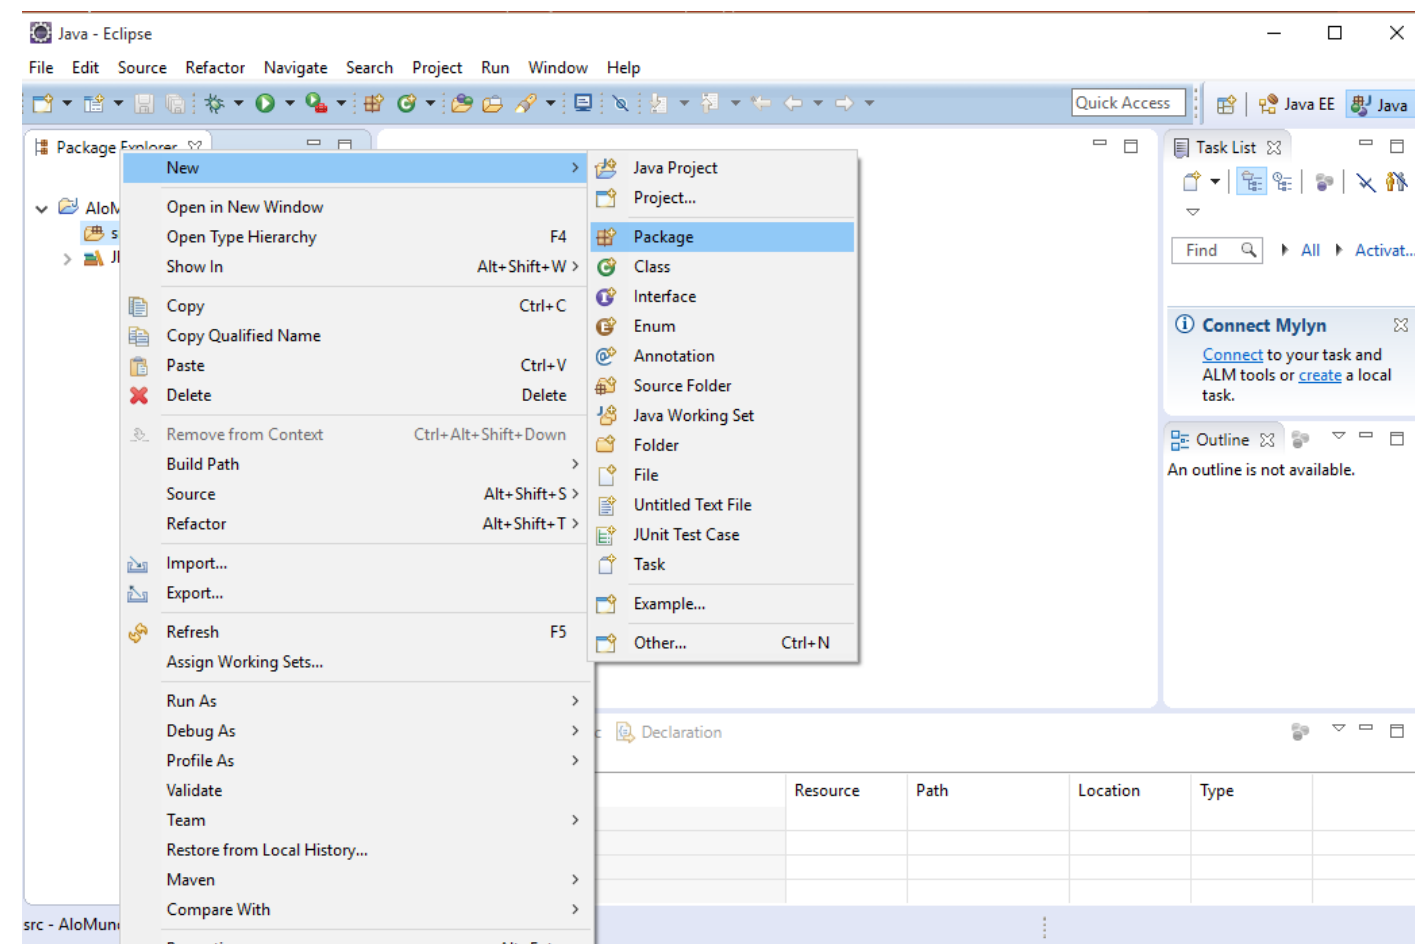 Java - Eclipse
File Edit Source Refactor Navigate Search Project Run Window Help
Quick Access
Java EE
Java
Package Explorer
New
Open in New Window
Open Type Hierarchy F4
Show In Alt+Shift+W
Copy Ctrl+C
Copy Qualified Name
Paste Ctrl+V
Delete Delete
Remove from Context Ctrl+Alt+Shift+Down
Build Path
Source Alt+Shift+S
Refactor Alt+Shift+T
Import...
Export...
Refresh F5
Assign Working Sets...
Run As
Debug As
Profile As
Validate
Team
Restore from Local History...
Maven
Compare With
Java Project
Project...
Package
Class
Interface
Enum
Annotation
Source Folder
Java Working Set
Folder
File
Untitled Text File
JUnit Test Case
Task
Example...
Other... Ctrl+N
Task List
Find All Activat...
Connect Mylyn
Connect to your task and
ALM tools or create a local
task.
Outline
An outline is not available.
Declaration
Resource Path Location Type
src - AloMun